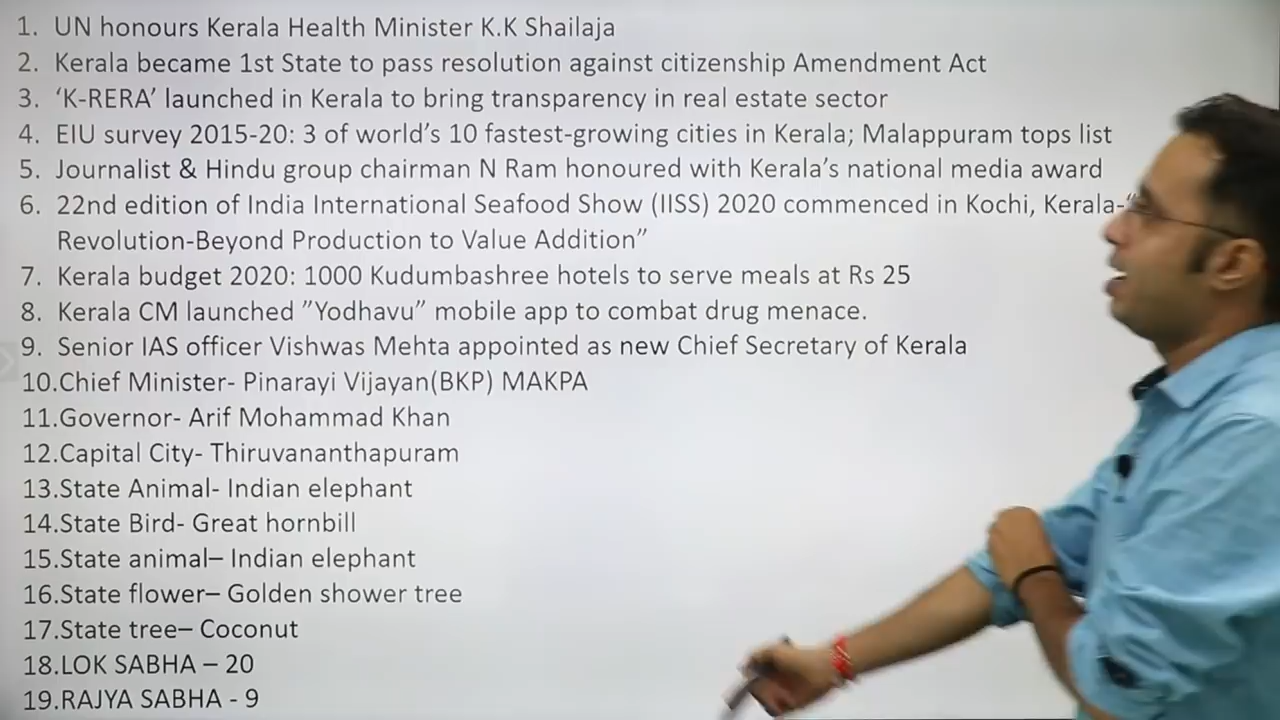 1. UN honours Kerala Health Minister K.K Shailaja
2. Kerala became 1st State to pass resolution against citizenship Amendment Act
3. ‘K-RERA’ launched in Kerala to bring transparency in real estate sector
4. EIU survey 2015-20: 3 of world’s 10 fastest-growing cities in Kerala; Malappuram tops list
5. Journalist & Hindu group chairman N Ram honoured with Kerala’s national media award
6. 22nd edition of India International Seafood Show (IISS) 2020 commenced in Kochi, Kerala-“
Revolution-Beyond Production to Value Addition”
7. Kerala budget 2020: 1000 Kudumbashree hotels to serve meals at Rs 25
8. Kerala CM launched ”Yodhavu” mobile app to combat drug menace.
9. Senior IAS officer Vishwas Mehta appointed as new Chief Secretary of Kerala
10.Chief Minister- Pinarayi Vijayan(BKP) MAKPA
11.Governor- Arif Mohammad Khan
12.Capital City- Thiruvananthapuram
13.State Animal- Indian elephant
14.State Bird- Great hornbill
15.State animal– Indian elephant
16.State flower– Golden shower tree
17.State tree– Coconut
18.LOK SABHA – 20
19.RAJYA SABHA - 9